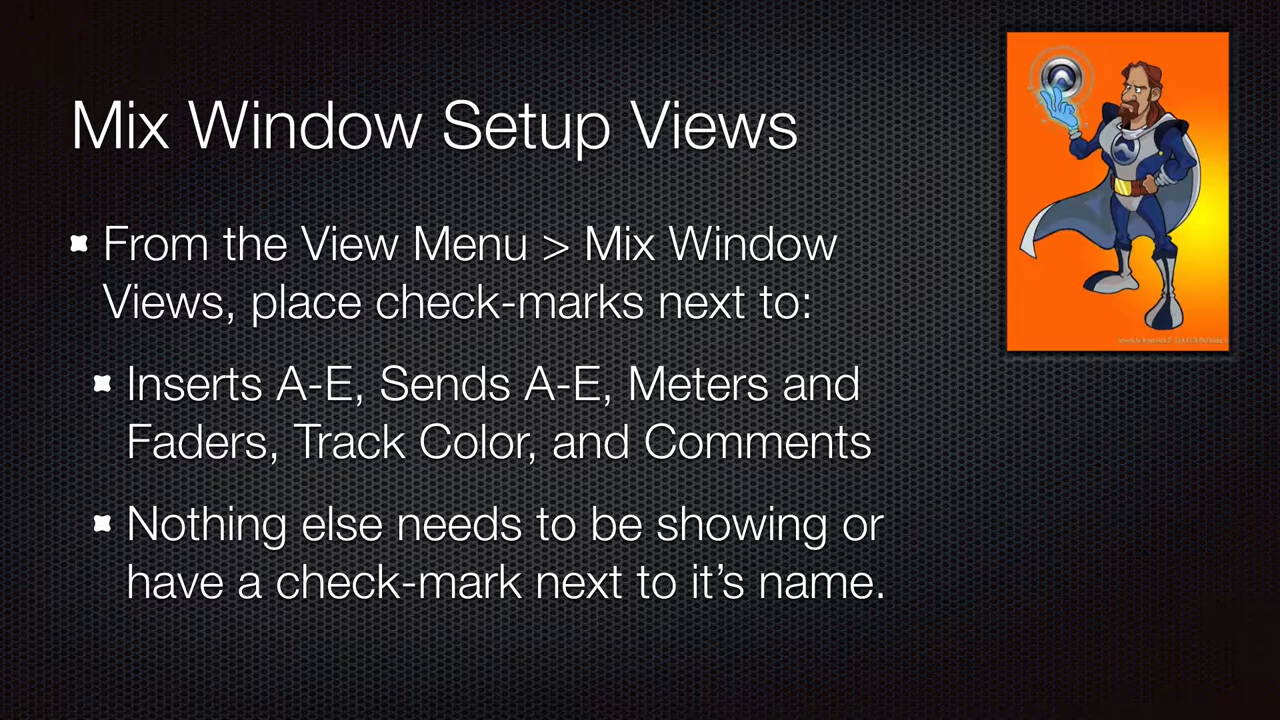 Mix Window Setup Views
From the View Menu > Mix Window
Views, place check-marks next to:
Inserts A-E, Sends A-E, Meters and
Faders, Track Color, and Comments
Nothing else needs to be showing or
have a check-mark next to it’s name.